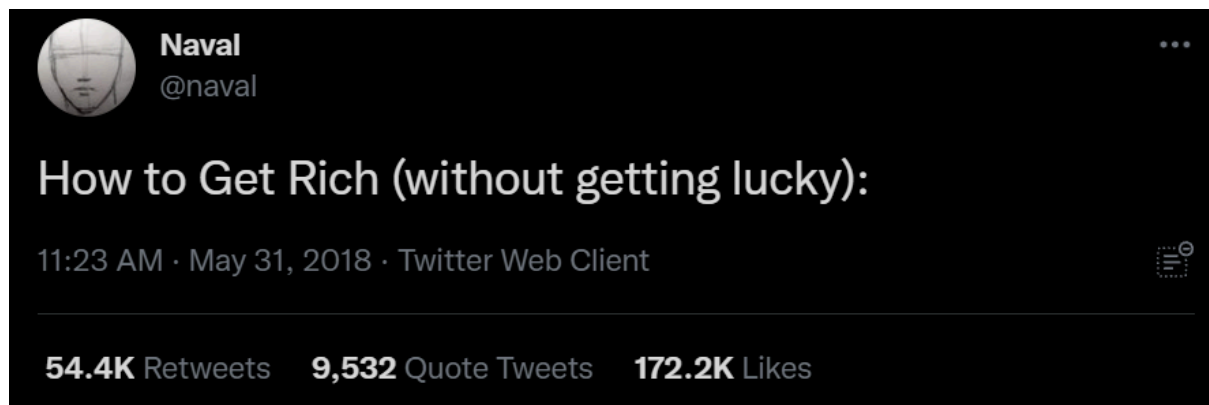 Naval
@naval
How to Get Rich (without getting lucky):
11:23 AM · May 31, 2018 · Twitter Web Client
54.4K Retweets 9,532 Quote Tweets 172.2K Likes